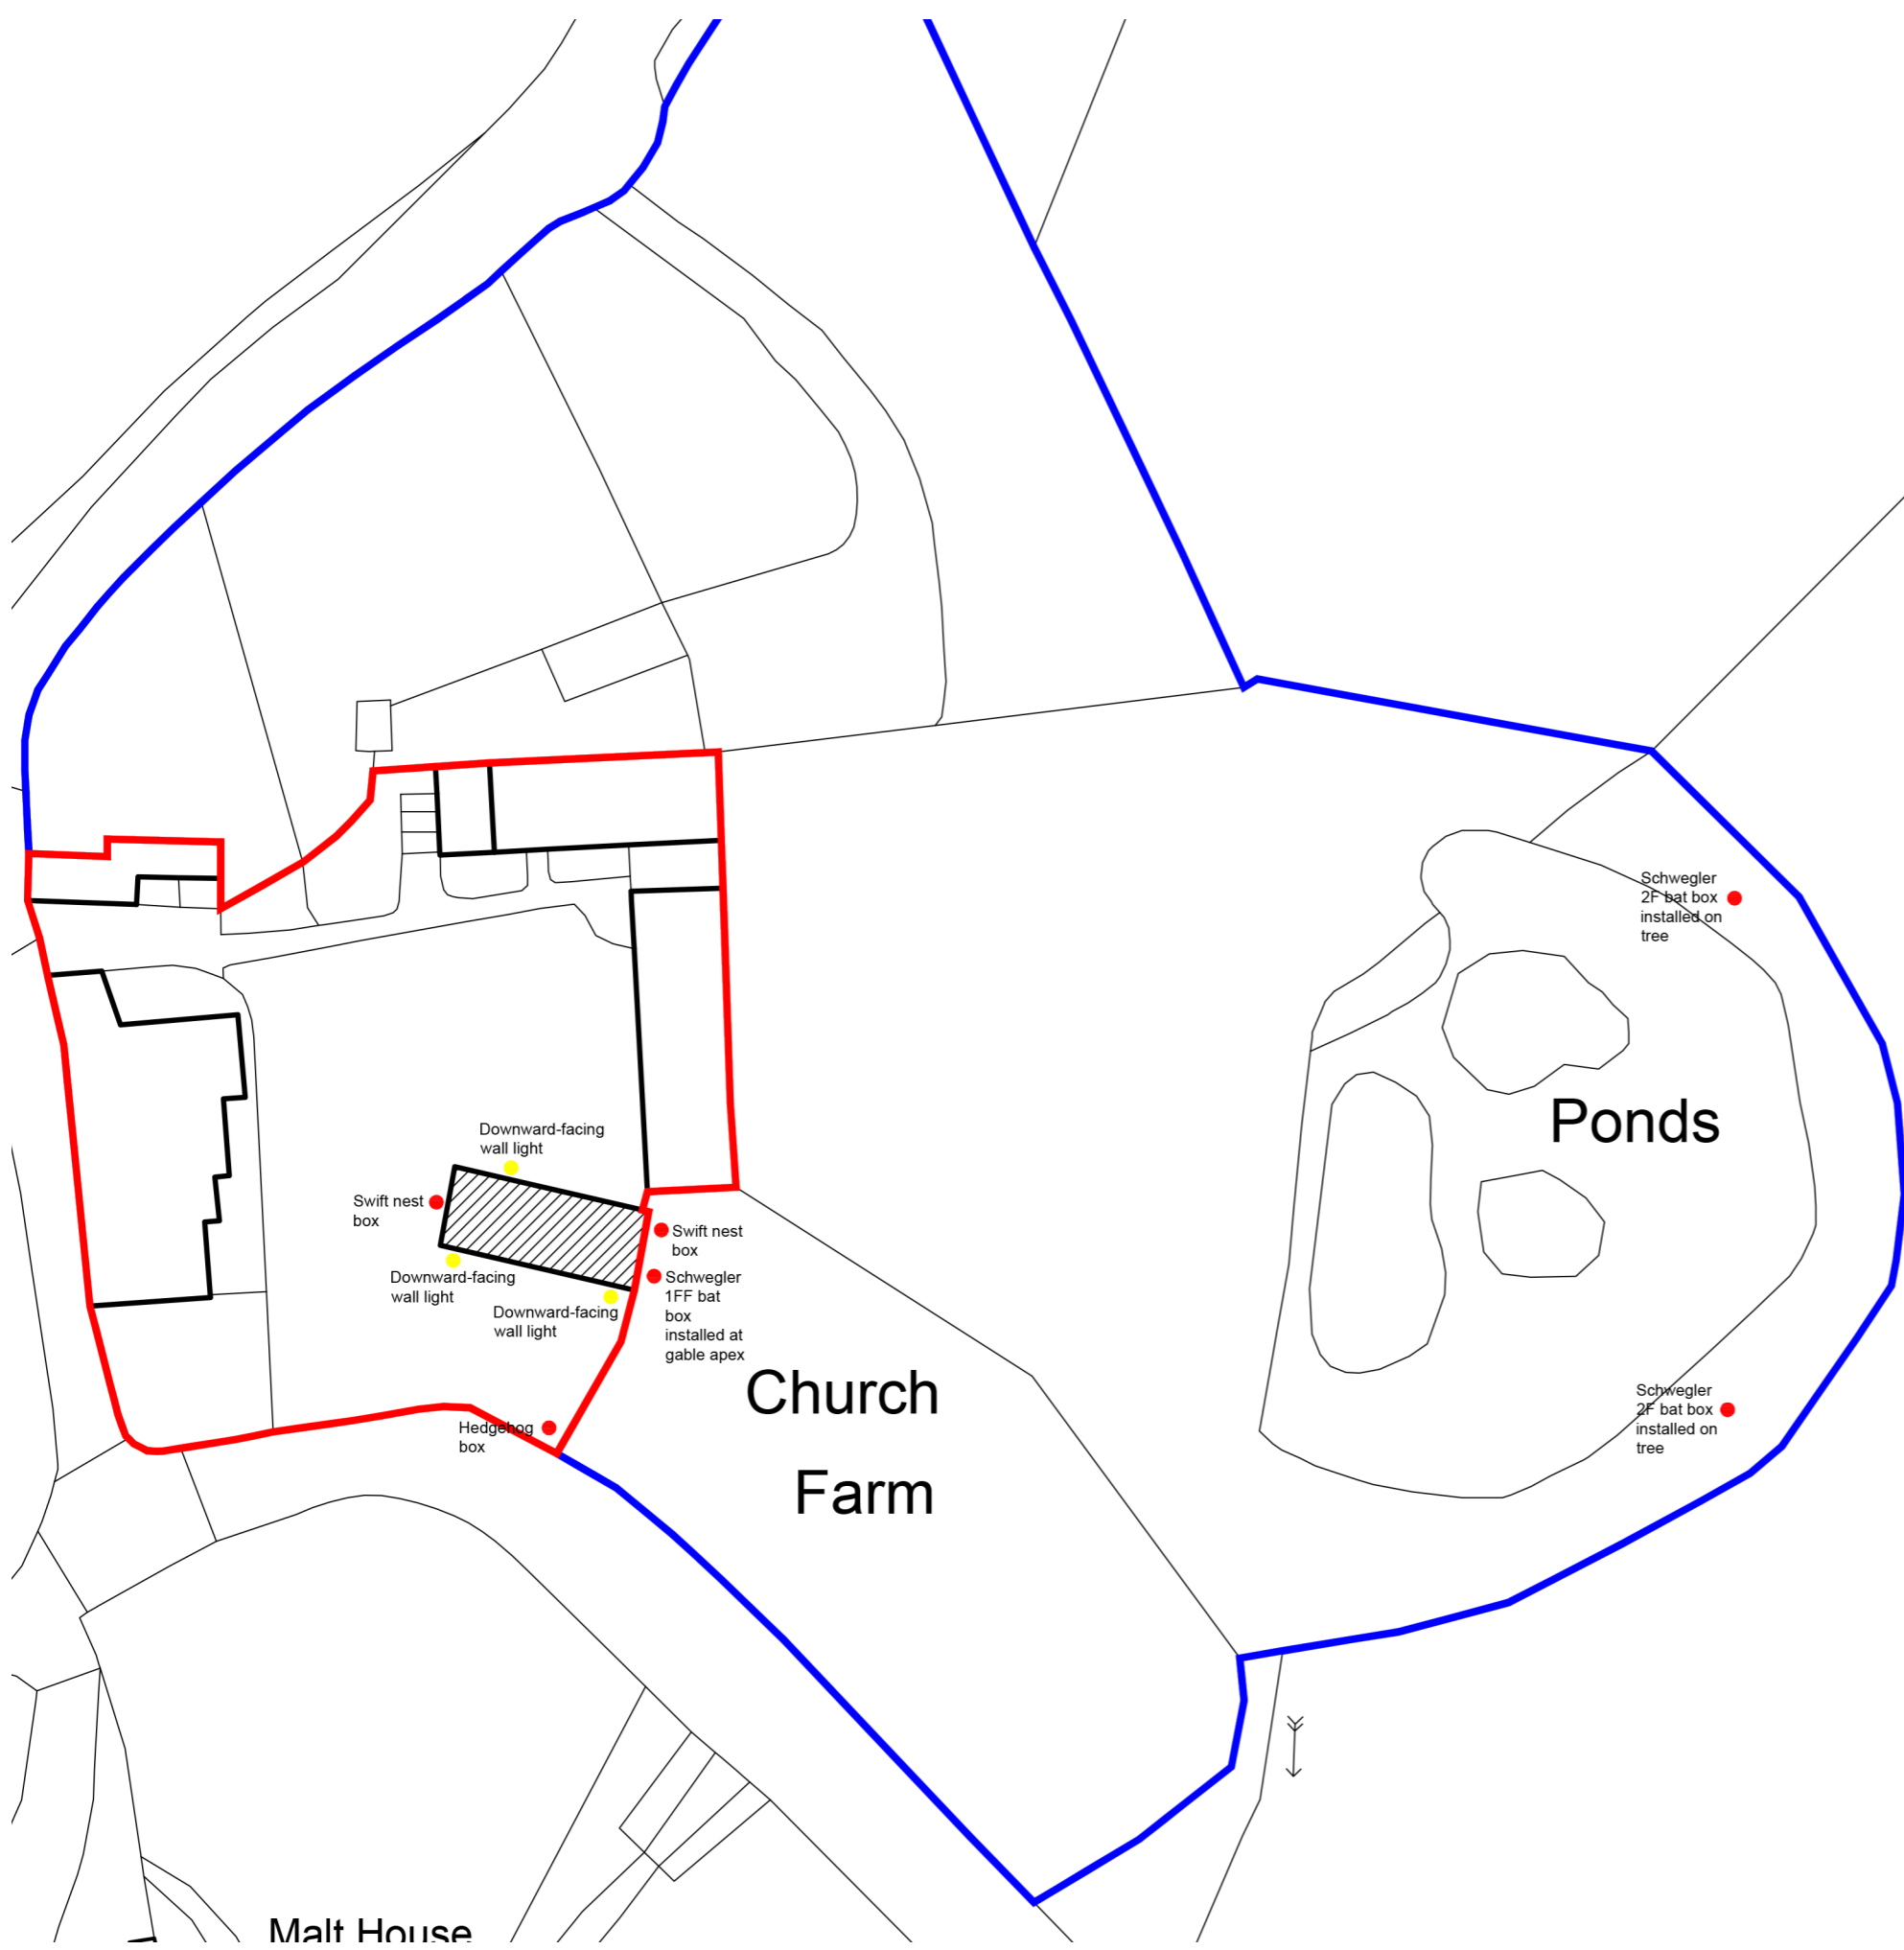 Schwegler
2F bat box
installed on
tree
Ponds
Downward-facing
wall light
Swift nest
box
Swift nest
box
Downward-facing
wall light
Schwegler
1FF bat
box
installed at
gable apex
Downward-facing
wall light
Church
Farm
Schwegler
2F bat box
installed on
tree
Hedgehog
box
Malt House